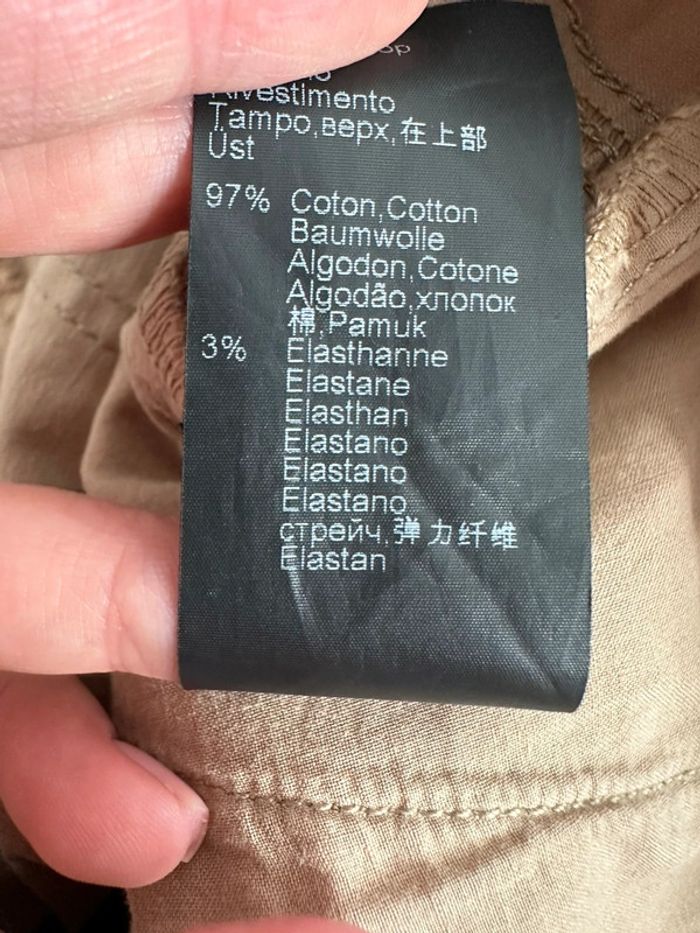 Rivestimento
Tampo,верх,在上部
Üst
97% Coton,Cotton
Baumwolle
Algodon,Cotone
Algodão,хлопок
棉,Pamuk
3% Elasthanne
Elastane
Elasthan
Elastano
Elastano
Elastano
стрейч,弹力纤维
Elastan